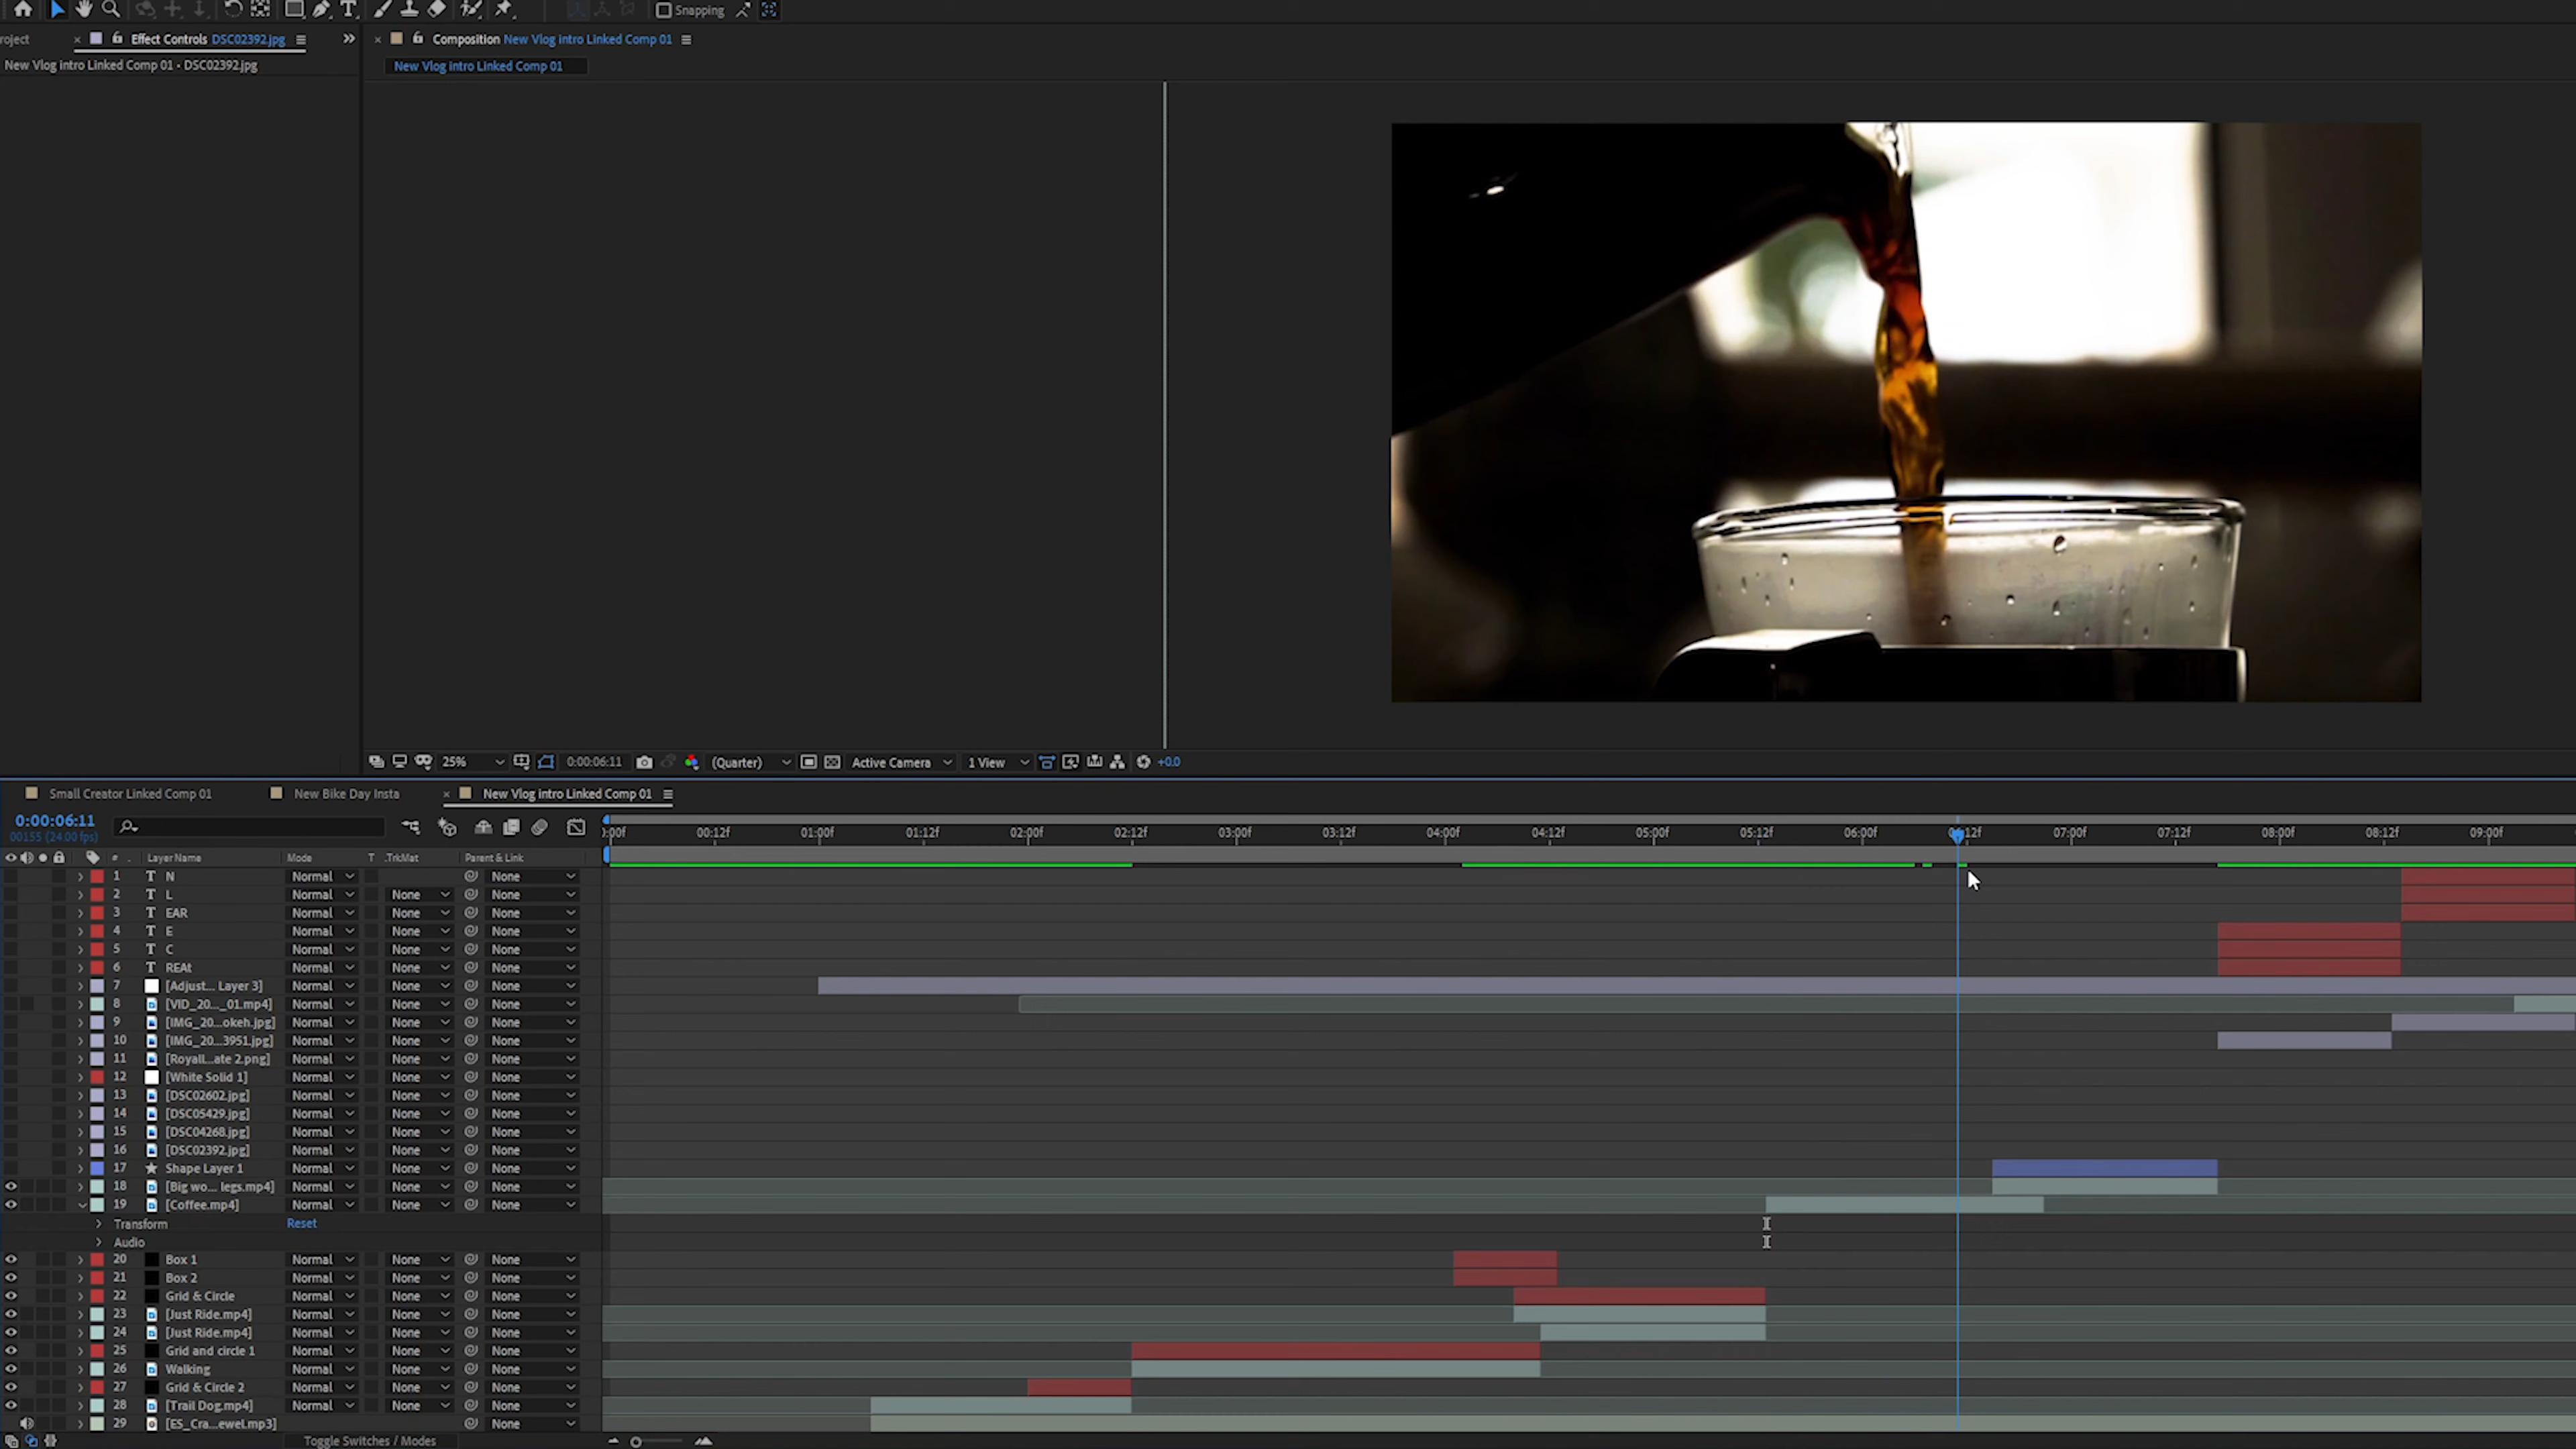 Snapping
roject × Effect Controls DSC02392.jpg
New Vlog intro Linked Comp 01 • DSC02392.jpg
× Composition New Vlog intro Linked Comp 01
New Vlog intro Linked Comp 01
25% 0:00:06:11 (Quarter) Active Camera 1 View +0.0
Small Creator Linked Comp 01 New Bike Day Insta × New Vlog intro Linked Comp 01
0:00:06:11
00155 (24.00 fps)
):00f 00:12f 01:00f 01:12f 02:00f 02:12f 03:00f 03:12f 04:00f 04:12f 05:00f 05:12f 06:00f 07:00f 07:12f 08:00f 08:12f 09:00f
# Layer Name Mode T .TrkMat Parent & Link
1 T N Normal None
2 T L Normal None None
3 T EAR Normal None None
4 T E Normal None None
5 T C Normal None None
6 T REAt Normal None None
7 [Adjust... Layer 3] Normal None None
8 [VID_20..._01.mp4] Normal None None
9 [IMG_20...okeh.jpg] Normal None None
10 [IMG_20...3951.jpg] Normal None None
11 [Royall...ate 2.png] Normal None None
12 [White Solid 1] Normal None None
13 [DSC02602.jpg] Normal None None
14 [DSC05429.jpg] Normal None None
15 [DSC04268.jpg] Normal None None
16 [DSC02392.jpg] Normal None None
17 Shape Layer 1 Normal None None
18 [Big wo... legs.mp4] Normal None None
19 [Coffee.mp4] Normal None None
Transform Reset
Audio
20 Box 1 Normal None None
21 Box 2 Normal None None
22 Grid & Circle Normal None None
23 [Just Ride.mp4] Normal None None
24 [Just Ride.mp4] Normal None None
25 Grid and circle 1 Normal None None
26 Walking Normal None None
27 Grid & Circle 2 Normal None None
28 [Trail Dog.mp4] Normal None None
29 [ES_Cra...ewel.mp3] None
Toggle Switches / Modes